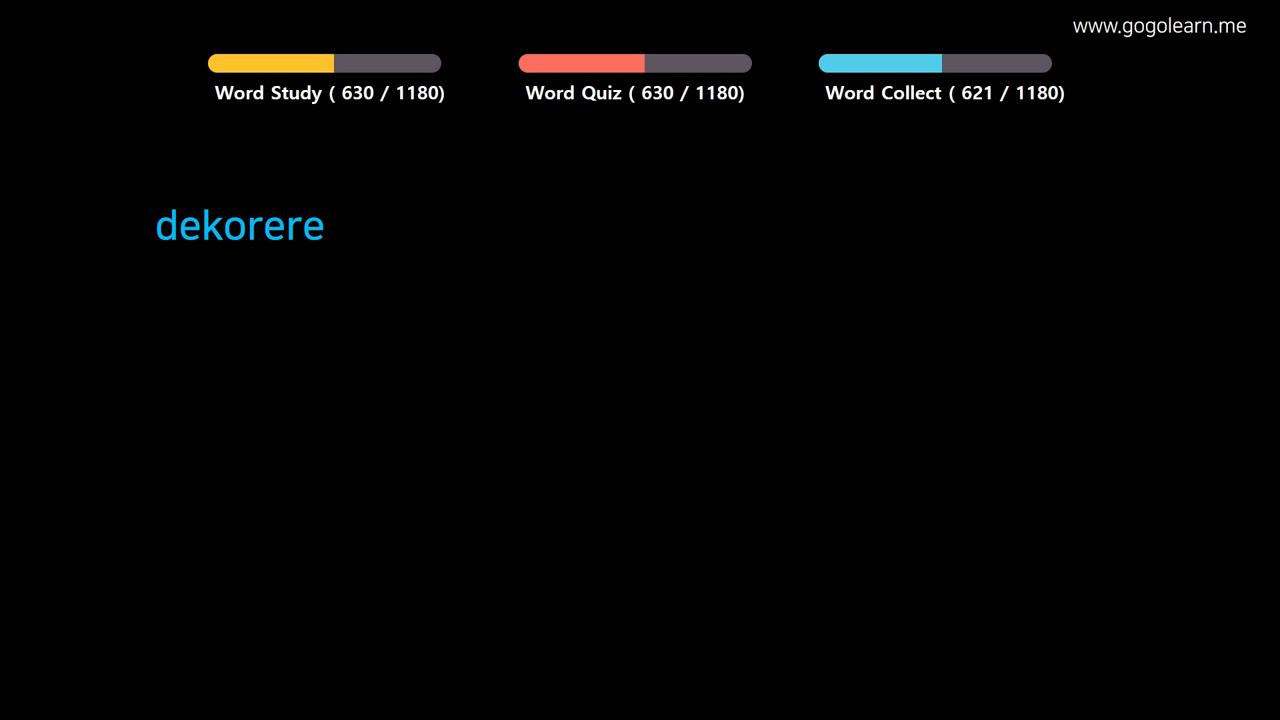 www.gogolearn.me
Word Study ( 630 / 1180)
Word Quiz ( 630 / 1180)
Word Collect ( 621 / 1180)
dekorere